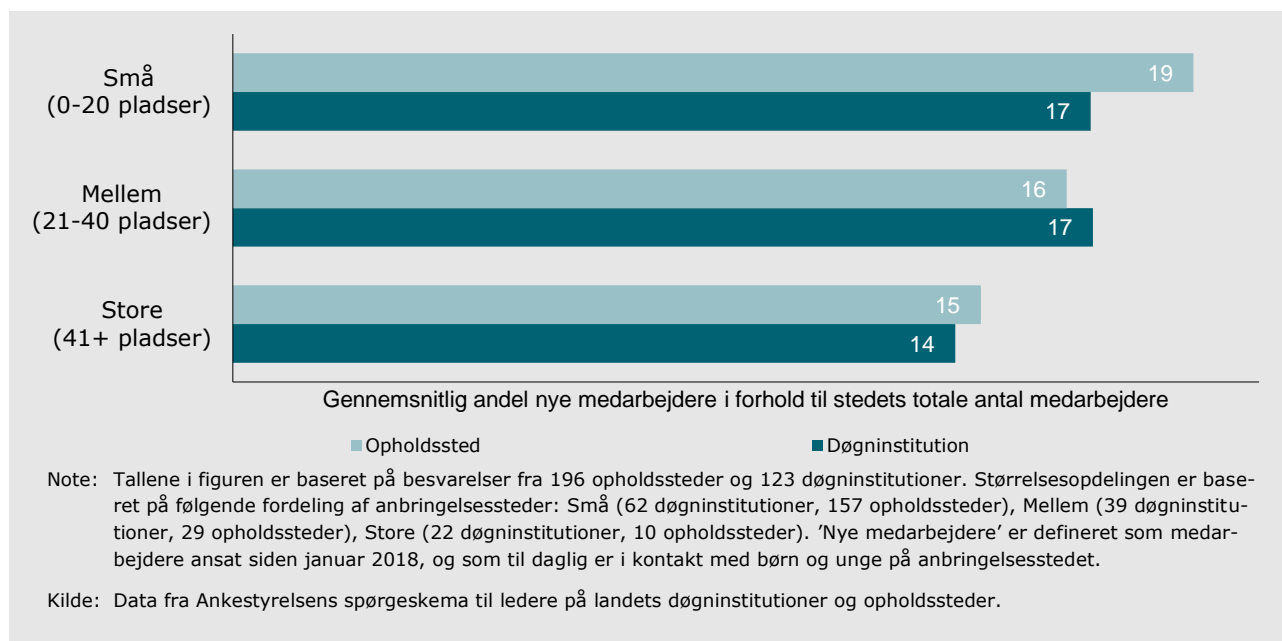 Små
(0-20 pladser)
19
17
Mellem
(21-40 pladser)
16
17
Store
(41+ pladser)
15
14
Gennemsnitlig andel nye medarbejdere i forhold til stedets totale antal medarbejdere
Opholdssted Døgninstitution
Note: Tallene i figuren er baseret på besvarelser fra 196 opholdssteder og 123 døgninstitutioner. Størrelsesopdelingen er base-
ret på følgende fordeling af anbringelsessteder: Små (62 døgninstitutioner, 157 opholdssteder), Mellem (39 døgninstitu-
tioner, 29 opholdssteder), Store (22 døgninstitutioner, 10 opholdssteder). ’Nye medarbejdere’ er defineret som medar-
bejdere ansat siden januar 2018, og som til daglig er i kontakt med børn og unge på anbringelsesstedet.
Kilde: Data fra Ankestyrelsens spørgeskema til ledere på landets døgninstitutioner og opholdssteder.